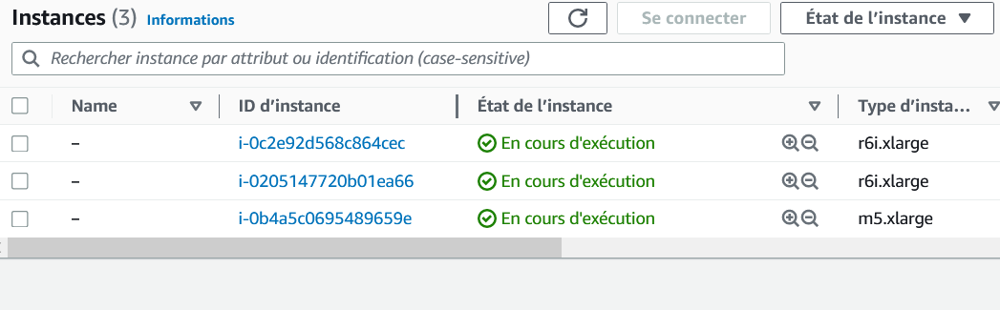 Instances (3) Informations Se connecter État de l'instance
Rechercher instance par attribut ou identification (case-sensitive)
Name ID d'instance État de l'instance Type d'insta...
– i-0c2e92d568c864cec En cours d'exécution r6i.xlarge
– i-0205147720b01ea66 En cours d'exécution r6i.xlarge
– i-0b4a5c0695489659e En cours d'exécution m5.xlarge